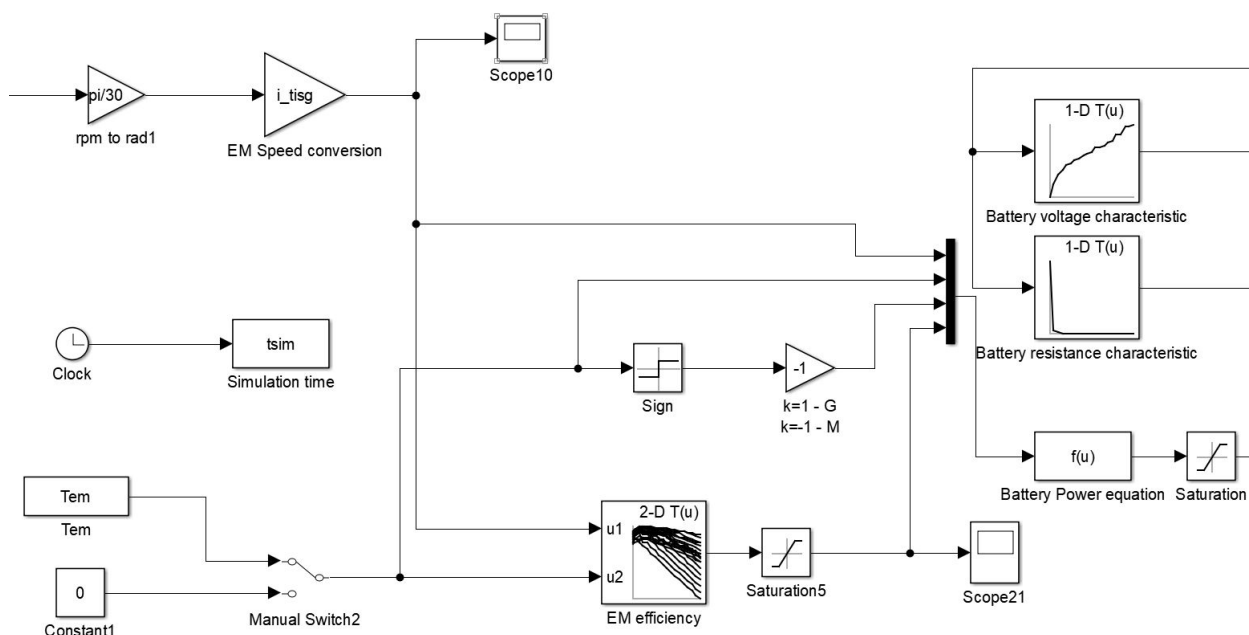 Scope10
pi/30
rpm to rad1
i_tisg
EM Speed conversion
1-D T(u)
Battery voltage characteristic
1-D T(u)
Battery resistance characteristic
Clock
tsim
Simulation time
Sign
-1
k=1 - G
k=-1 - M
f(u)
Battery Power equation
Saturation
Tem
Tem
0
Constant1
Manual Switch2
2-D T(u)
u1
u2
EM efficiency
Saturation5
Scope21